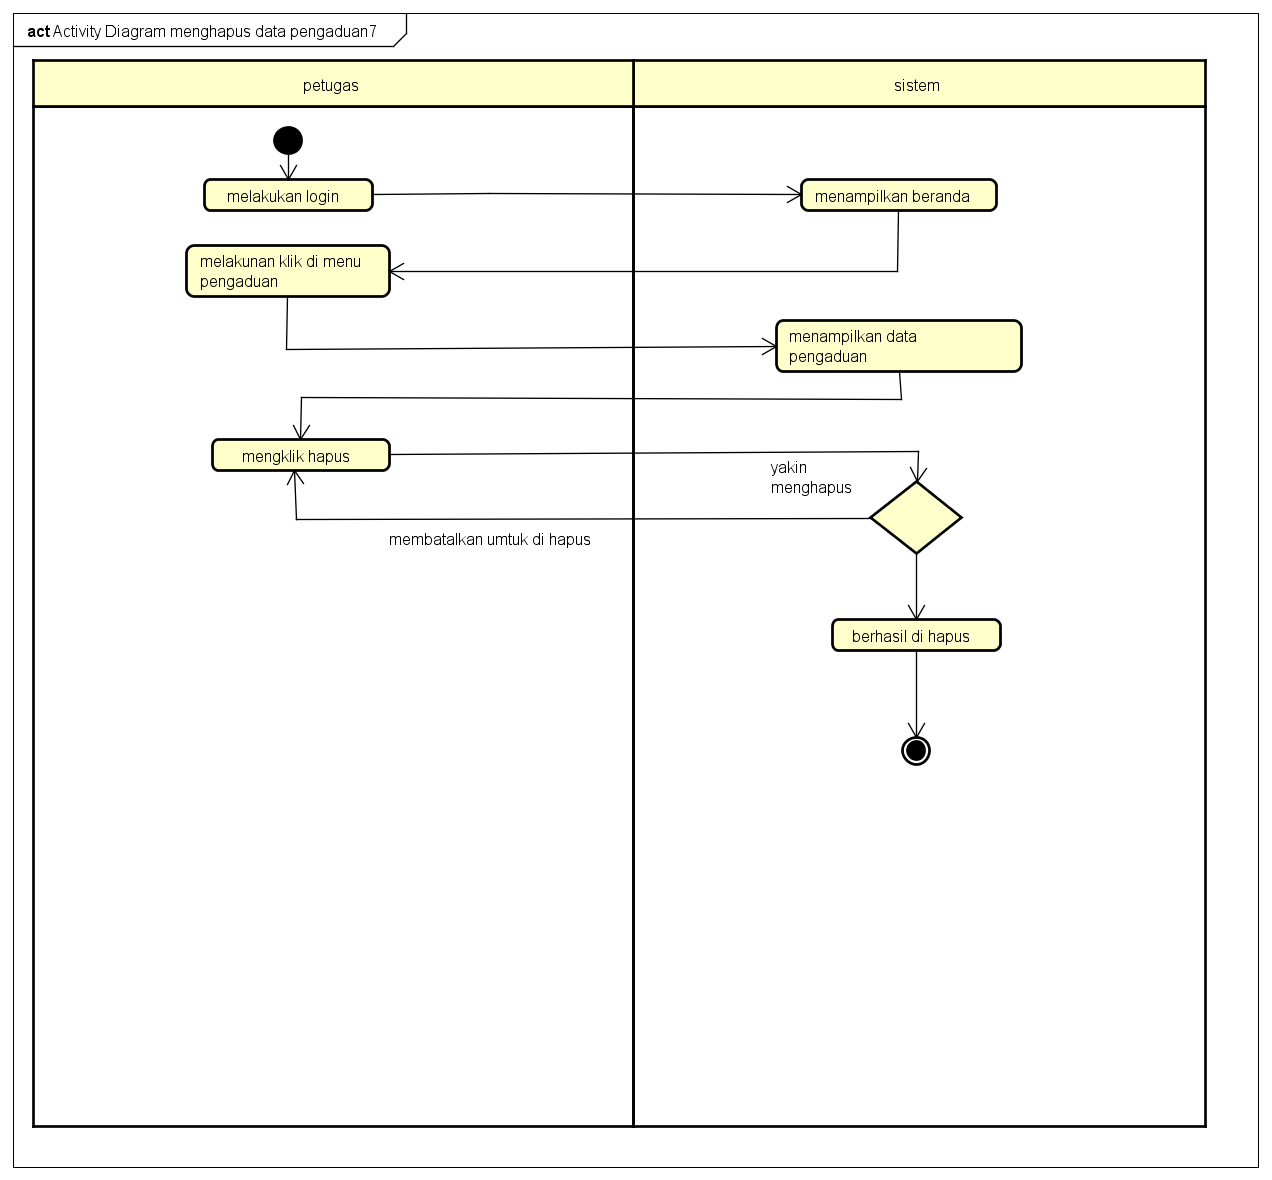 act Activity Diagram menghapus data pengaduan7
petugas
sistem
melakukan login
menampilkan beranda
melakunan klik di menu
pengaduan
menampilkan data
pengaduan
mengklik hapus
yakin
menghapus
membatalkan umtuk di hapus
berhasil di hapus